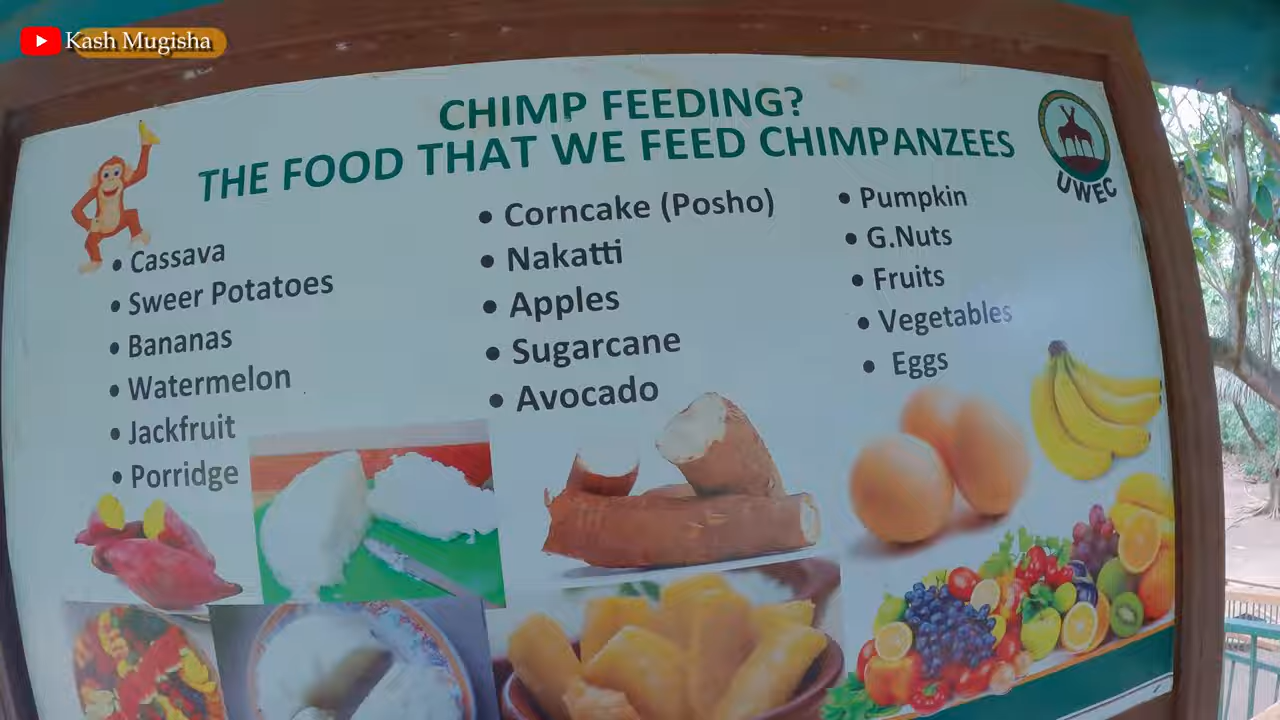 Kash Mugisha
CHIMP FEEDING?
THE FOOD THAT WE FEED CHIMPANZEES
UWEC
• Cassava
• Sweer Potatoes
• Bananas
• Watermelon
• Jackfruit
• Porridge
• Corncake (Posho)
• Nakatti
• Apples
• Sugarcane
• Avocado
• Pumpkin
• G.Nuts
• Fruits
• Vegetables
• Eggs